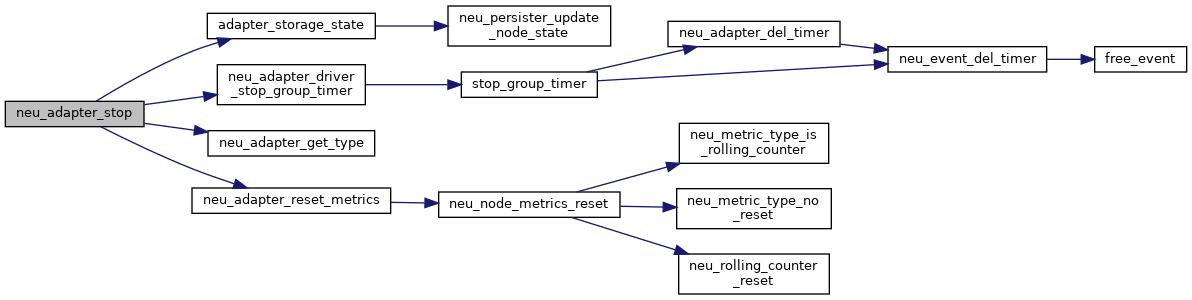 neu_adapter_stop
adapter_storage_state
neu_persister_update
_node_state
neu_adapter_driver
_stop_group_timer
stop_group_timer
neu_adapter_del_timer
neu_event_del_timer
free_event
neu_adapter_get_type
neu_adapter_reset_metrics
neu_node_metrics_reset
neu_metric_type_is
_rolling_counter
neu_metric_type_no
_reset
neu_rolling_counter
_reset